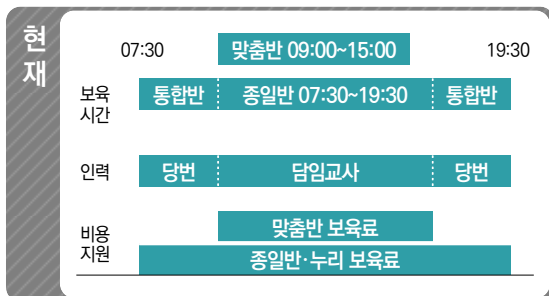 현재
07:30 맞춤반 09:00~15:00 19:30
보육시간 통합반 종일반 07:30~19:30 통합반
인력 당번 담임교사 당번
비용지원 맞춤반 보육료
종일반·누리 보육료